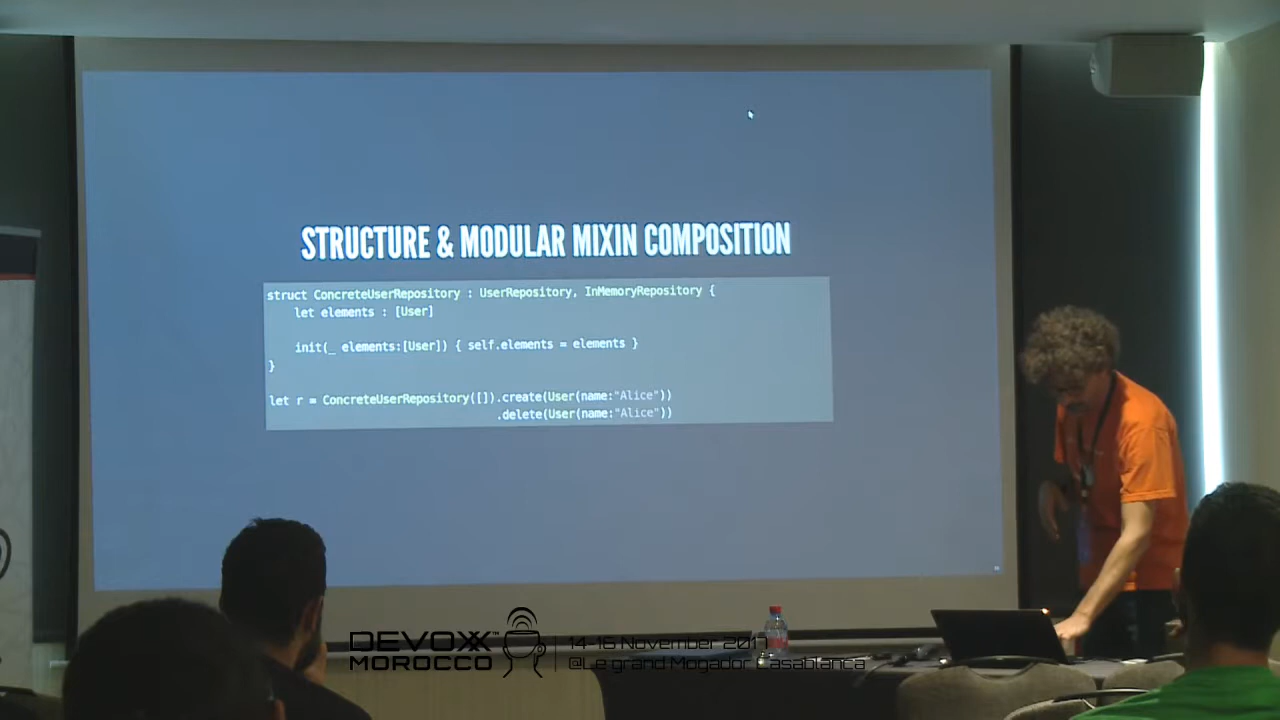 STRUCTURE & MODULAR MIXIN COMPOSITION
struct ConcreteUserRepository : UserRepository, InMemoryRepository {
let elements : [User]
init(_ elements:[User]) { self.elements = elements }
}
let r = ConcreteUserRepository([]).create(User(name:"Alice"))
.delete(User(name:"Alice"))
DEVOXX™
MOROCCO
14-16 November 2017
@Le grand Mogador Casablanca